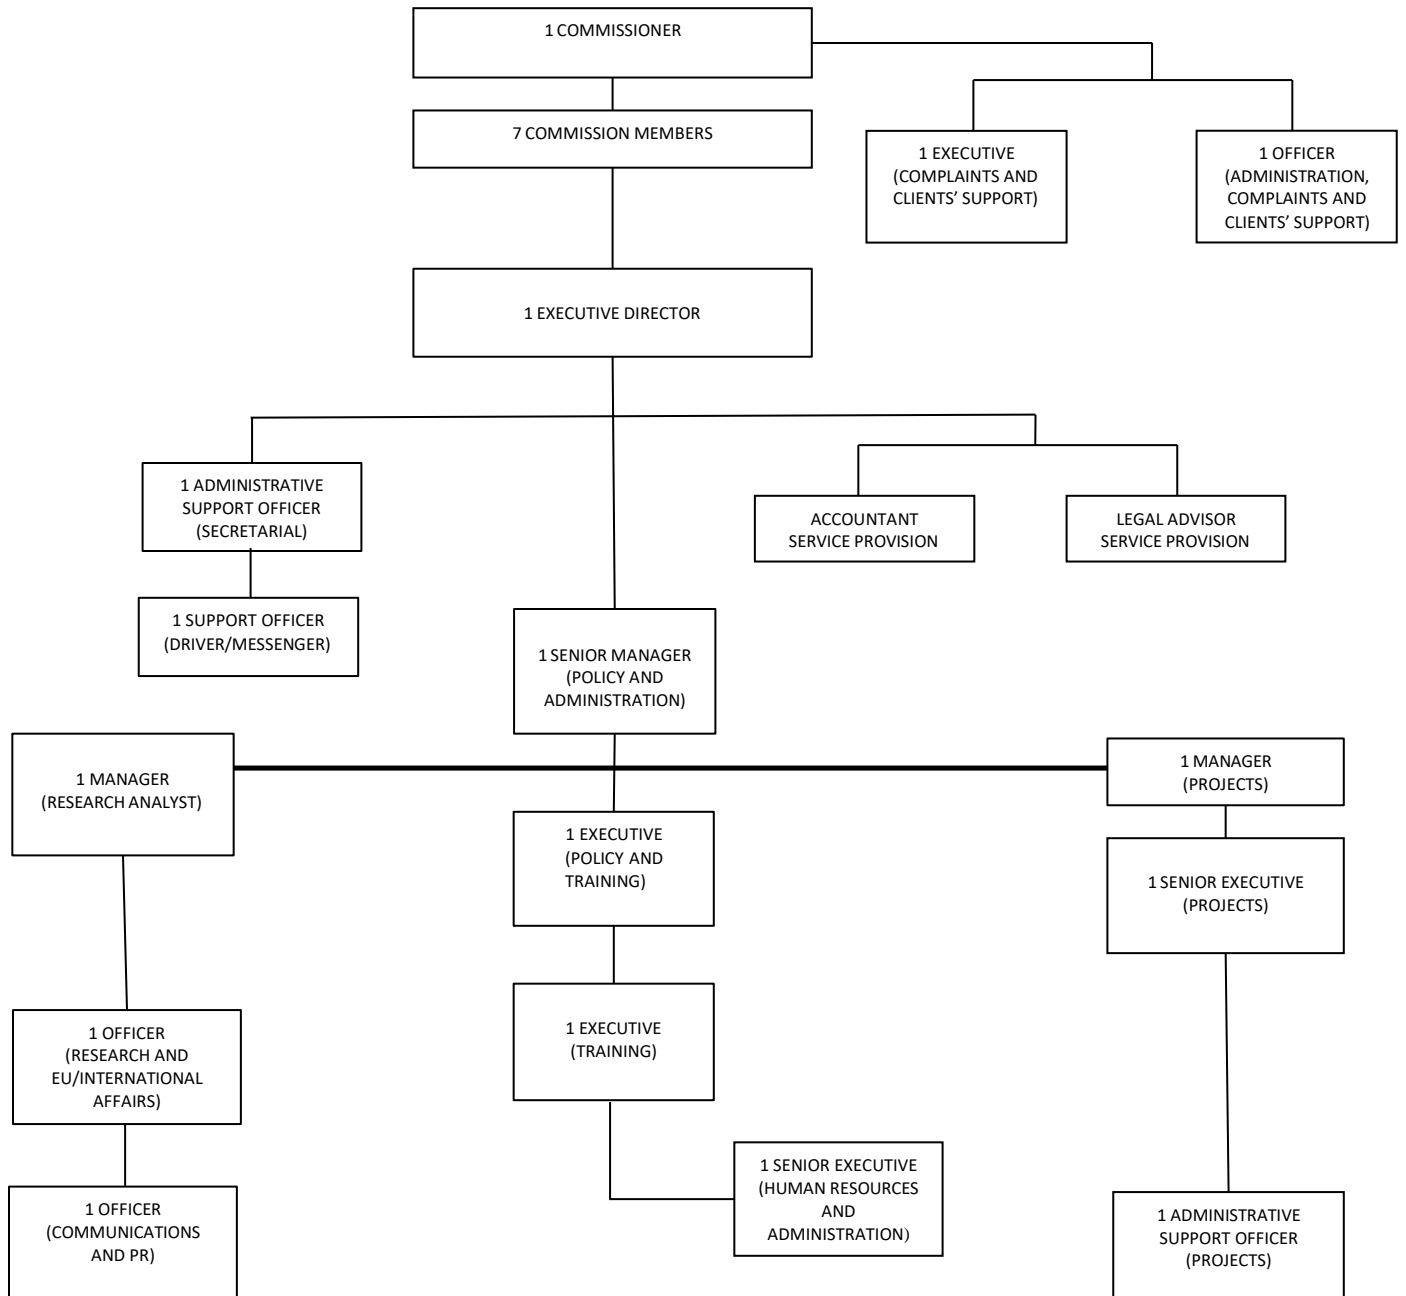 1 COMMISSIONER
7 COMMISSION MEMBERS
1 EXECUTIVE
(COMPLAINTS AND
CLIENTS’ SUPPORT)
1 OFFICER
(ADMINISTRATION,
COMPLAINTS AND
CLIENTS’ SUPPORT)
1 EXECUTIVE DIRECTOR
1 ADMINISTRATIVE
SUPPORT OFFICER
(SECRETARIAL)
ACCOUNTANT
SERVICE PROVISION
LEGAL ADVISOR
SERVICE PROVISION
1 SUPPORT OFFICER
(DRIVER/MESSENGER)
1 SENIOR MANAGER
(POLICY AND
ADMINISTRATION)
1 MANAGER
(RESEARCH ANALYST)
1 MANAGER
(PROJECTS)
1 EXECUTIVE
(POLICY AND
TRAINING)
1 SENIOR EXECUTIVE
(PROJECTS)
1 OFFICER
(RESEARCH AND
EU/INTERNATIONAL
AFFAIRS)
1 EXECUTIVE
(TRAINING)
1 SENIOR EXECUTIVE
(HUMAN RESOURCES
AND
ADMINISTRATION)
1 OFFICER
(COMMUNICATIONS
AND PR)
1 ADMINISTRATIVE
SUPPORT OFFICER
(PROJECTS)